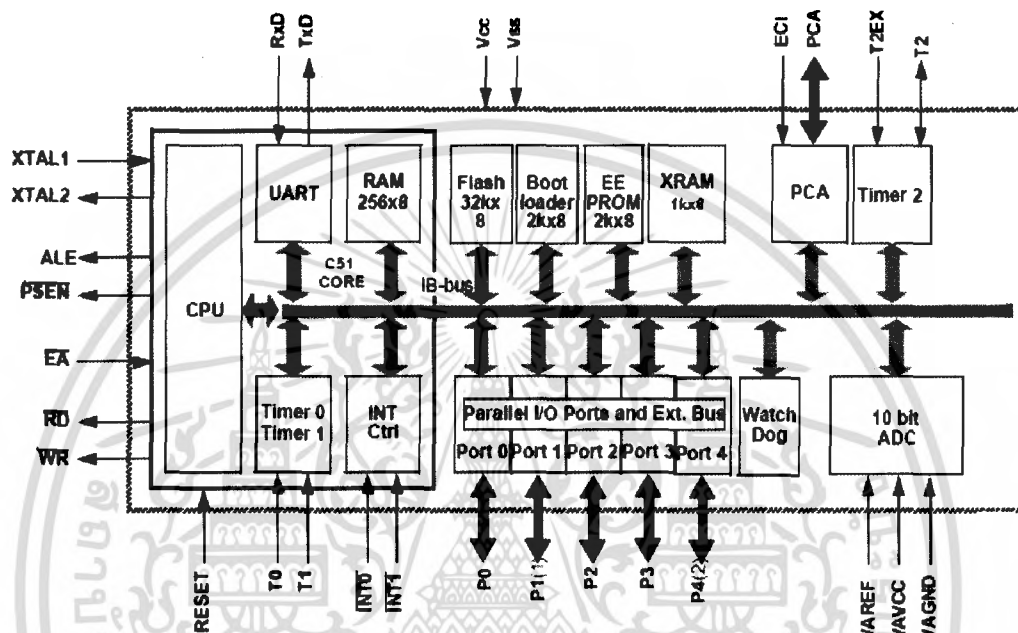 RxD
TxD
Vcc
Vss
ECI
PCA
T2EX
T2
XTAL1
XTAL2
ALE
PSEN
EA
RD
WR
CPU
UART
RAM
256x8
C51
CORE
IB-bus
Flash
32kx
8
Boot
loader
2kx8
EE
PROM
2kx8
XRAM
1kx8
PCA
Timer 2
Timer 0
Timer 1
INT
Ctrl
Parallel I/O Ports and Ext. Bus
Port 0
Port 1
Port 2
Port 3
Port 4
Watch
Dog
10 bit
ADC
RESET
T0
T1
INT0
INT1
P0
P1(1)
P2
P3
P4(2)
VAREF
VAVCC
VAGND